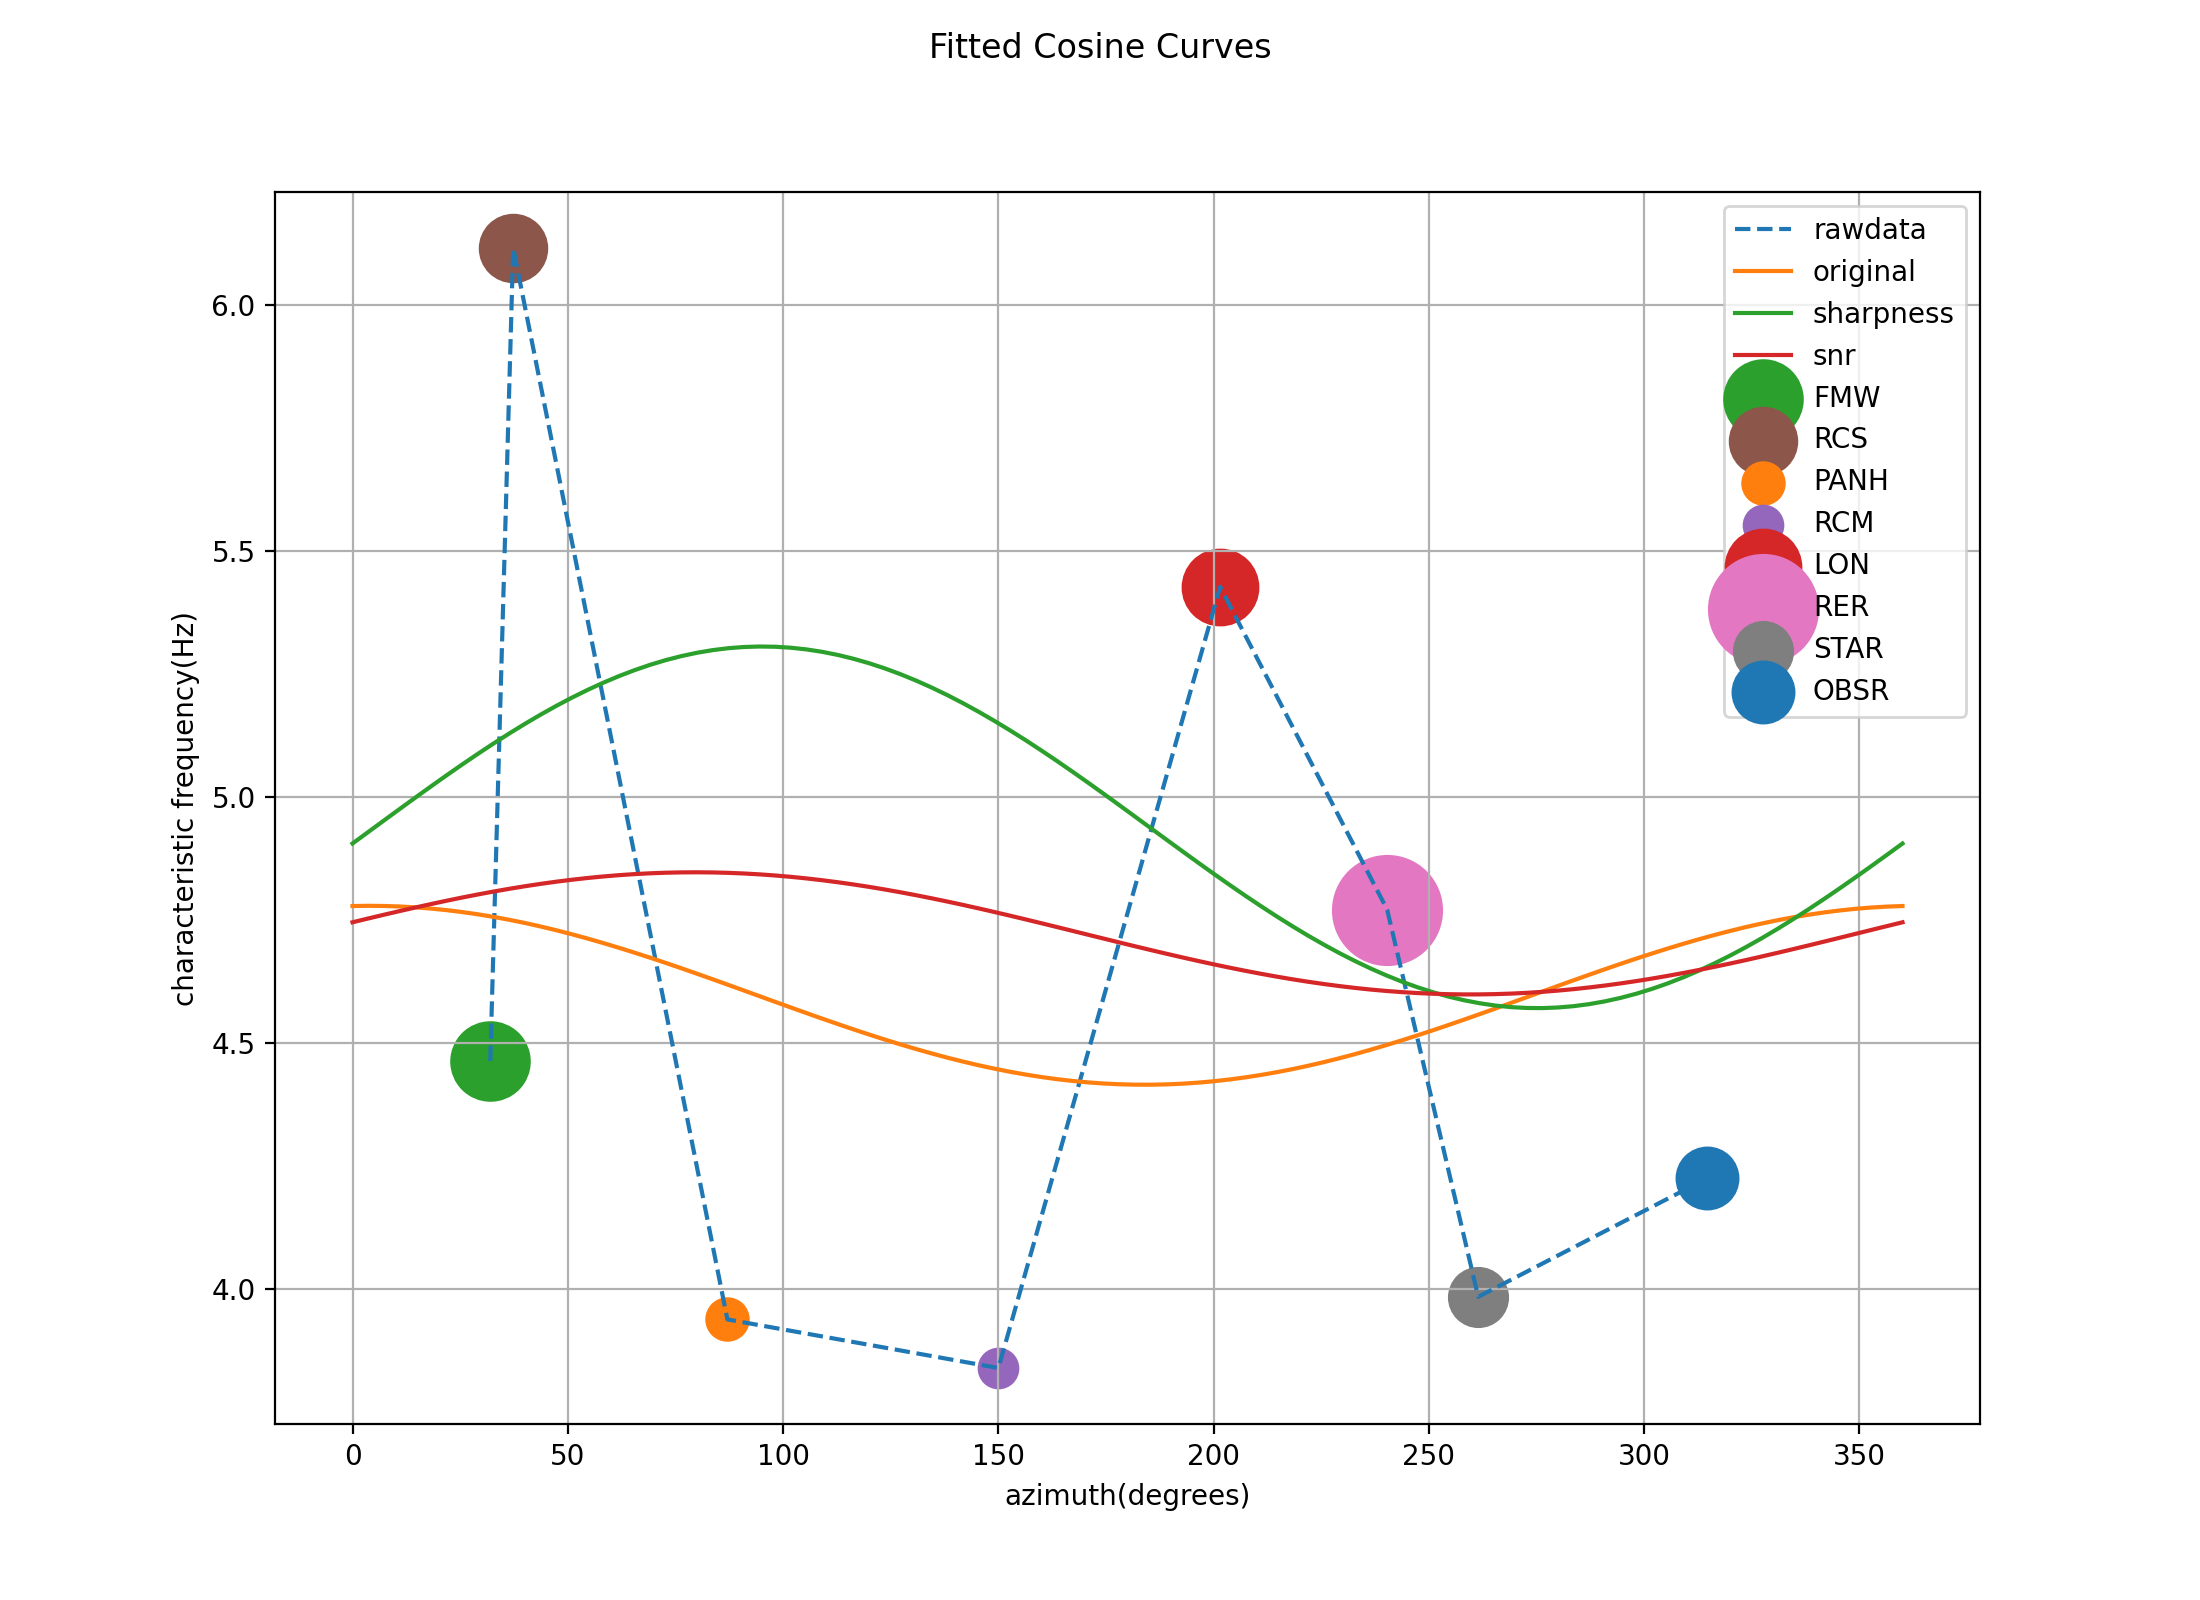 Fitted Cosine Curves
characteristic frequency(Hz)
6.0
5.5
5.0
4.5
4.0
rawdata
original
sharpness
snr
FMW
RCS
PANH
RCM
LON
RER
STAR
OBSR
0 50 100 150 200 250 300 350
azimuth(degrees)